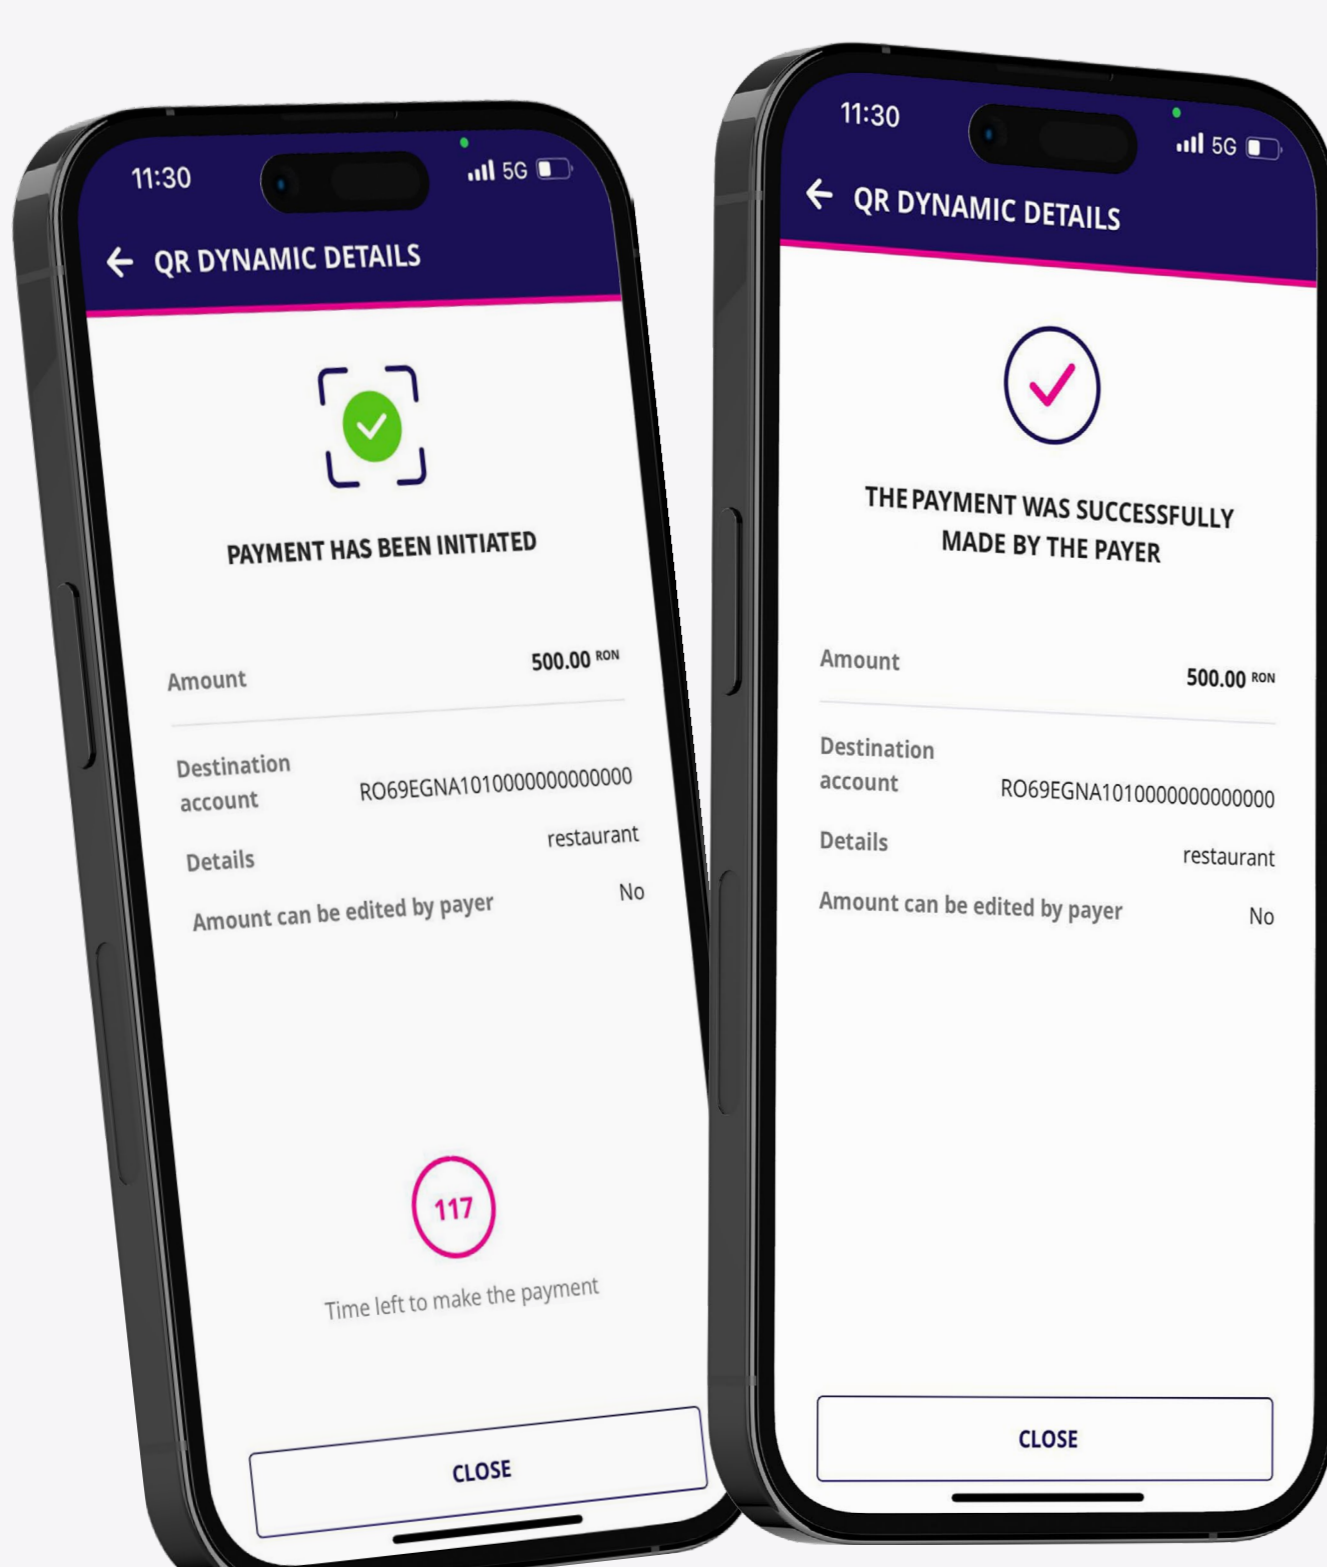 11:30
5G
QR DYNAMIC DETAILS
PAYMENT HAS BEEN INITIATED
Amount
500.00 RON
Destination
account
RO69EGNA1010000000000000
Details
restaurant
Amount can be edited by payer
No
117
Time left to make the payment
CLOSE
11:30
5G
QR DYNAMIC DETAILS
THE PAYMENT WAS SUCCESSFULLY
MADE BY THE PAYER
Amount
500.00 RON
Destination
account
RO69EGNA1010000000000000
Details
restaurant
Amount can be edited by payer
No
CLOSE